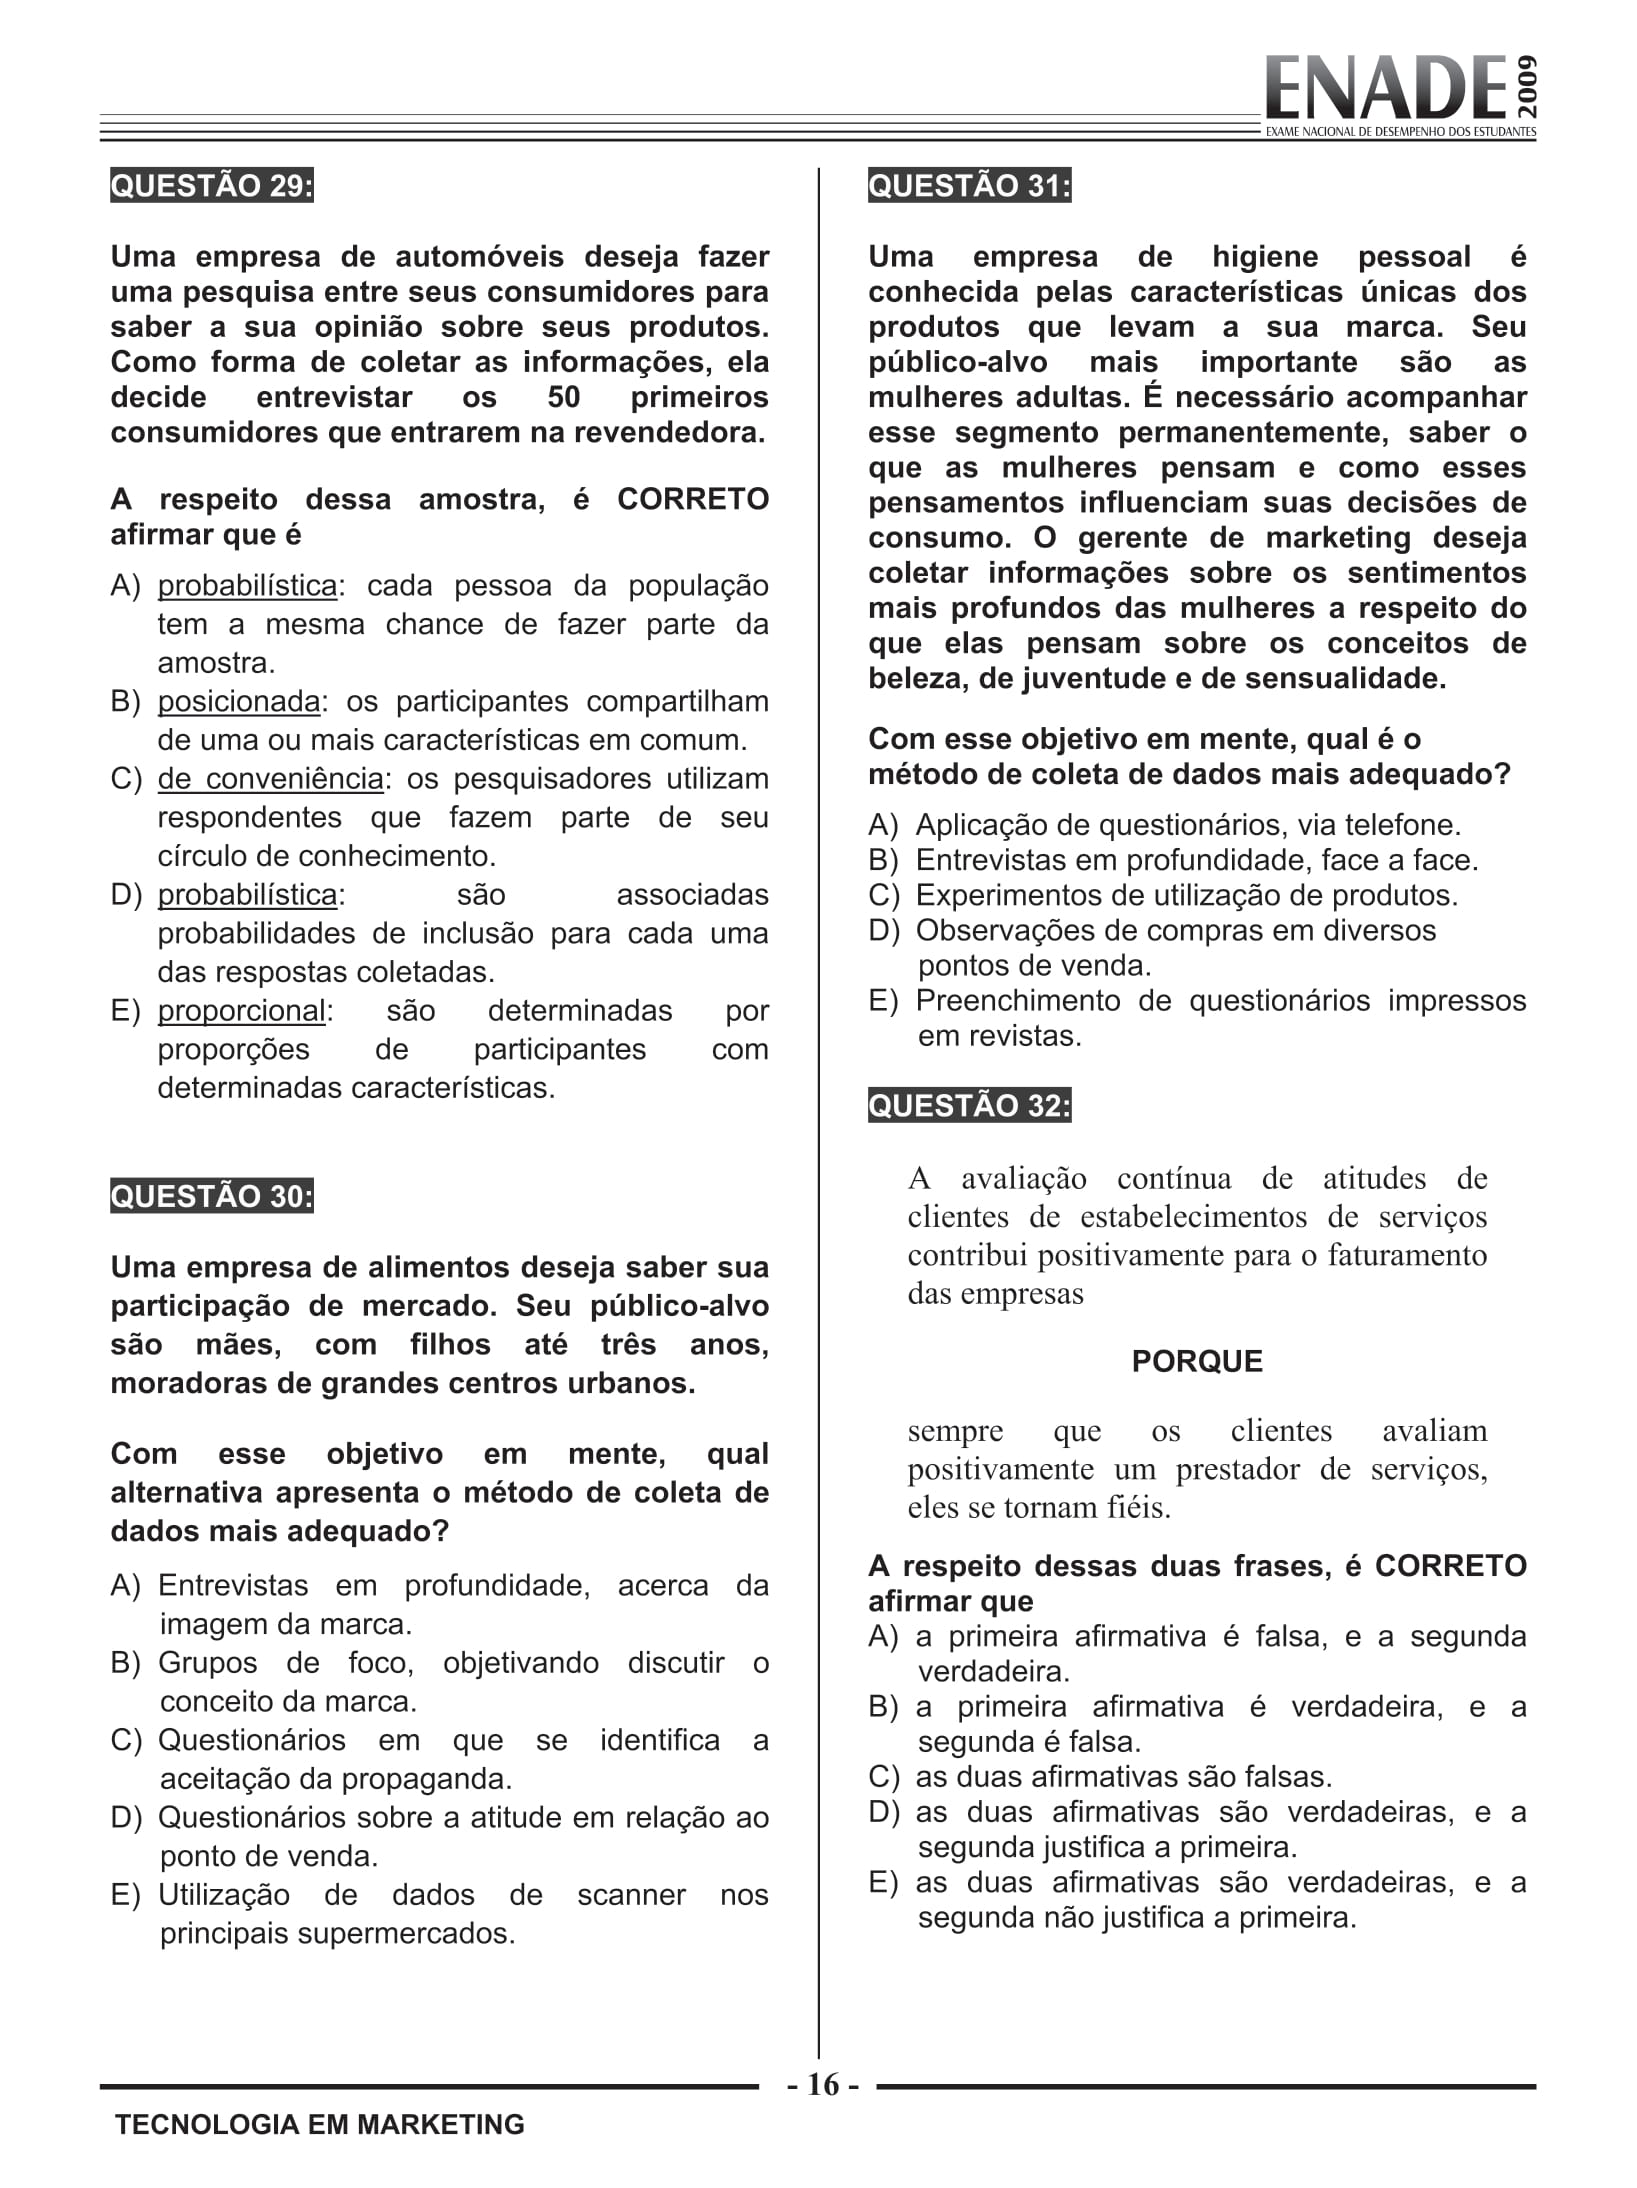 ENADE 2009
EXAME NACIONAL DE DESEMPENHO DOS ESTUDANTES
QUESTÃO 29:
Uma empresa de automóveis deseja fazer
uma pesquisa entre seus consumidores para
saber a sua opinião sobre seus produtos.
Como forma de coletar as informações, ela
decide entrevistar os 50 primeiros
consumidores que entrarem na revendedora.
A respeito dessa amostra, é CORRETO
afirmar que é
A) probabilística: cada pessoa da população
tem a mesma chance de fazer parte da
amostra.
B) posicionada: os participantes compartilham
de uma ou mais características em comum.
C) de conveniência: os pesquisadores utilizam
respondentes que fazem parte de seu
círculo de conhecimento.
D) probabilística: são associadas
probabilidades de inclusão para cada uma
das respostas coletadas.
E) proporcional: são determinadas por
proporções de participantes com
determinadas características.
QUESTÃO 30:
Uma empresa de alimentos deseja saber sua
participação de mercado. Seu público-alvo
são mães, com filhos até três anos,
moradoras de grandes centros urbanos.
Com esse objetivo em mente, qual
alternativa apresenta o método de coleta de
dados mais adequado?
A) Entrevistas em profundidade, acerca da
imagem da marca.
B) Grupos de foco, objetivando discutir o
conceito da marca.
C) Questionários em que se identifica a
aceitação da propaganda.
D) Questionários sobre a atitude em relação ao
ponto de venda.
E) Utilização de dados de scanner nos
principais supermercados.
QUESTÃO 31:
Uma empresa de higiene pessoal é
conhecida pelas características únicas dos
produtos que levam a sua marca. Seu
público-alvo mais importante são as
mulheres adultas. É necessário acompanhar
esse segmento permanentemente, saber o
que as mulheres pensam e como esses
pensamentos influenciam suas decisões de
consumo. O gerente de marketing deseja
coletar informações sobre os sentimentos
mais profundos das mulheres a respeito do
que elas pensam sobre os conceitos de
beleza, de juventude e de sensualidade.
Com esse objetivo em mente, qual é o
método de coleta de dados mais adequado?
A) Aplicação de questionários, via telefone.
B) Entrevistas em profundidade, face a face.
C) Experimentos de utilização de produtos.
D) Observações de compras em diversos
pontos de venda.
E) Preenchimento de questionários impressos
em revistas.
QUESTÃO 32:
A avaliação contínua de atitudes de
clientes de estabelecimentos de serviços
contribui positivamente para o faturamento
das empresas
PORQUE
sempre que os clientes avaliam
positivamente um prestador de serviços,
eles se tornam fiéis.
A respeito dessas duas frases, é CORRETO
afirmar que
A) a primeira afirmativa é falsa, e a segunda
verdadeira.
B) a primeira afirmativa é verdadeira, e a
segunda é falsa.
C) as duas afirmativas são falsas.
D) as duas afirmativas são verdadeiras, e a
segunda justifica a primeira.
E) as duas afirmativas são verdadeiras, e a
segunda não justifica a primeira.
- 16 -
TECNOLOGIA EM MARKETING